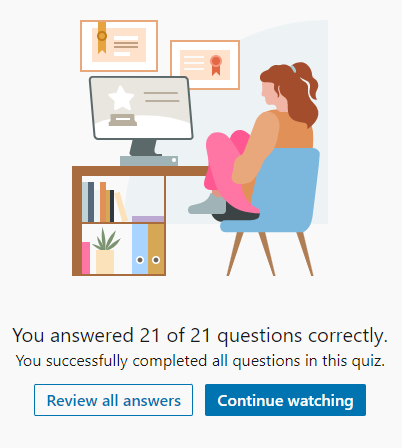 You answered 21 of 21 questions correctly.
You successfully completed all questions in this quiz.
Review all answers
Continue watching